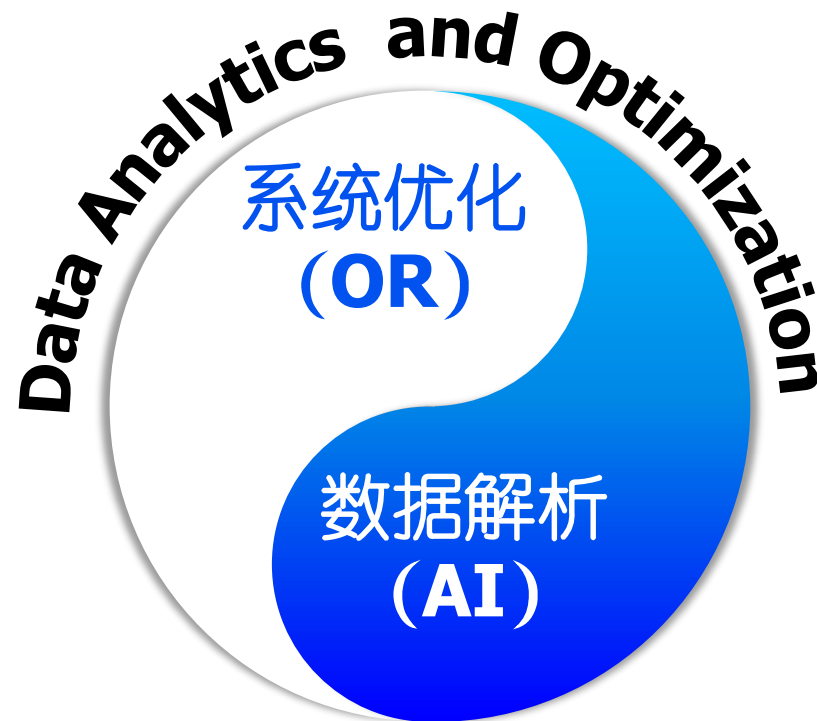 Data Analytics and Optimization
系统优化
(OR)
数据解析
(AI)